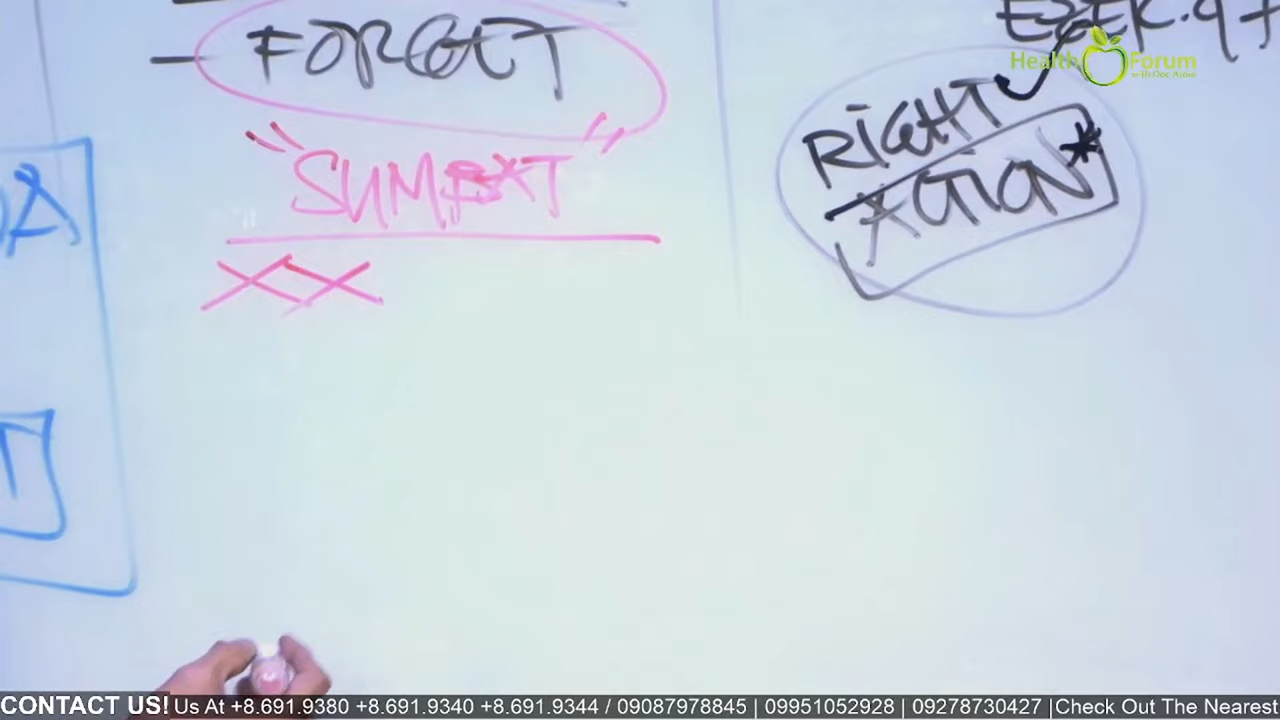 - FORGET
"SUMBAT"
XX
RIGHT
ACTION*
Health Forum
CONTACT US! Us At +8.691.9380 +8.691.9340 +8.691.9344 / 09087978845 | 09951052928 | 09278730427 |Check Out The Nearest